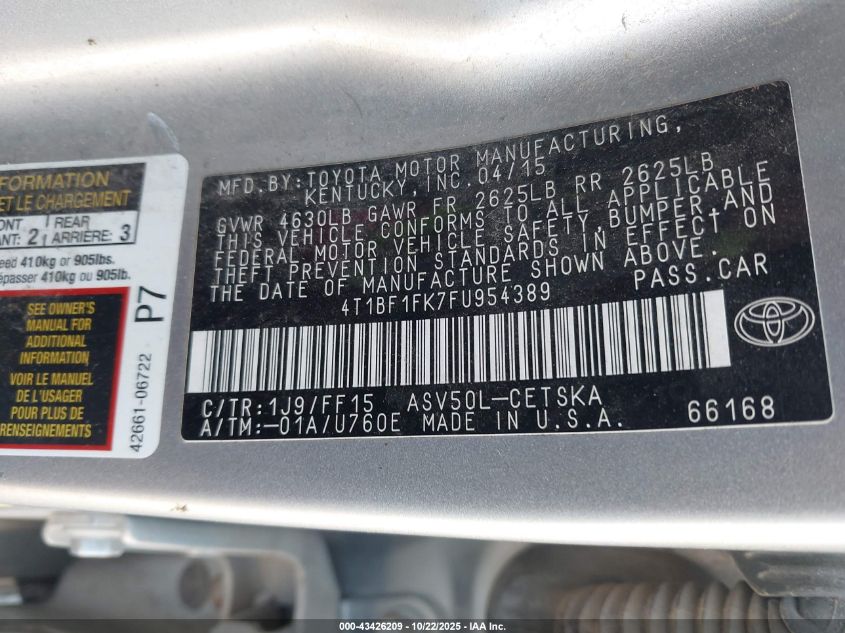 FORMATION
ET LE CHARGEMENT
ONT REAR
ANT: 2 ARRIÈRE: 3
eed 410kg or 905lbs.
épasser 410kg ou 905lb.
SEE OWNER'S
MANUAL FOR
ADDITIONAL
INFORMATION
VOIR LE MANUEL
DE L'USAGER
POUR PLUS DE
RENSEIGNEMENTS
P7
42661-06722
MFD.BY:TOYOTA MOTOR MANUFACTURING,
KENTUCKY,INC.04/15
GVWR 4630LB GAWR FR 2625LB RR 2625LB
THIS VEHICLE CONFORMS TO ALL APPLICABLE
FEDERAL MOTOR VEHICLE SAFETY,BUMPER,AND
THEFT PREVENTION STANDARDS IN EFFECT ON
THE DATE OF MANUFACTURE SHOWN ABOVE.
4T1BF1FK7FU954389 PASS.CAR
C/TR:1J9/FF15 ASV50L-CETSKA
A/TM:-01A/U760E MADE IN U.S.A. 66168
000-43426209 - 10/22/2025 - IAA Inc.